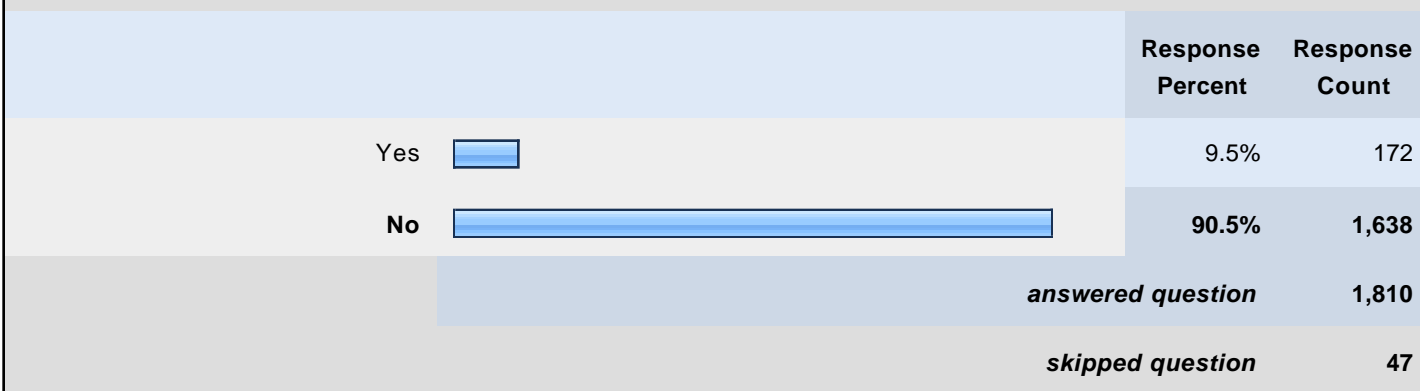 Response Response
Percent Count
Yes 9.5% 172
No 90.5% 1,638
answered question 1,810
skipped question 47